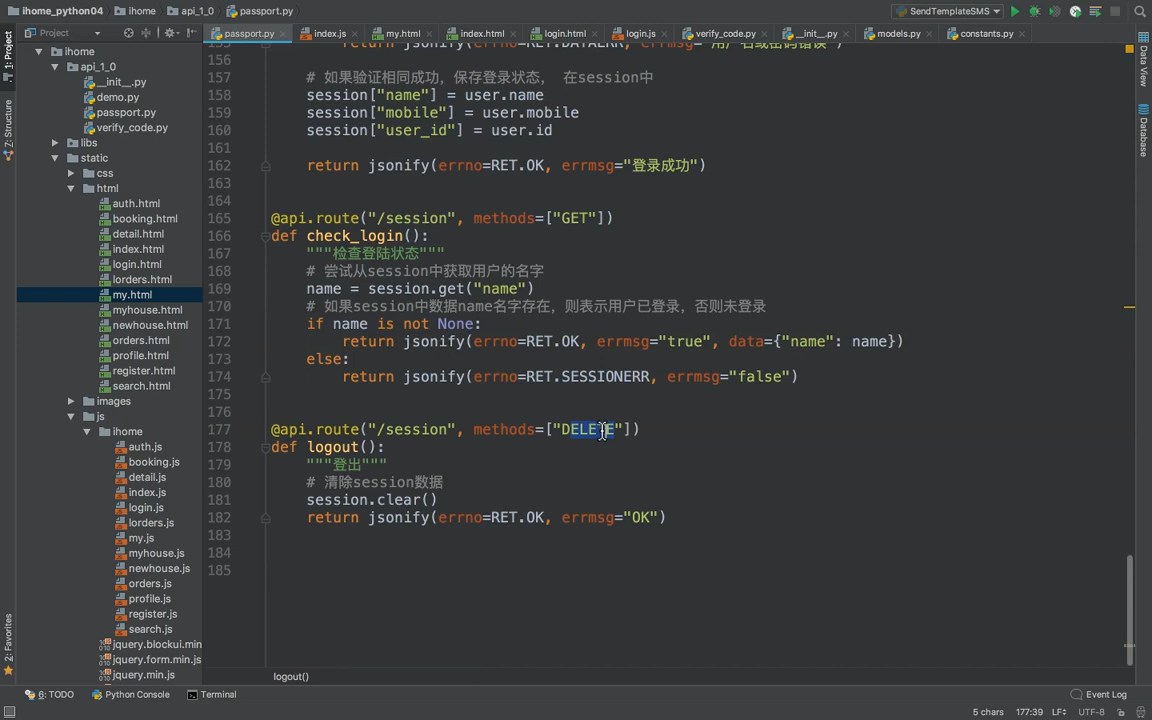 ihome_python04 ihome api_1_0 passport.py SendTemplateSMS
Project passport.py index.js my.html index.html login.html login.js verify_code.py __init__.py models.py constants.py
1: Project
7: Structure
2: Favorites
Data View
Database
ihome
api_1_0
__init__.py
demo.py
passport.py
verify_code.py
libs
static
css
html
auth.html
booking.html
detail.html
index.html
login.html
lorders.html
my.html
myhouse.html
newhouse.html
orders.html
profile.html
register.html
search.html
images
js
ihome
auth.js
booking.js
detail.js
index.js
login.js
lorders.js
my.js
myhouse.js
newhouse.js
orders.js
profile.js
register.js
search.js
jquery.blockui.min
jquery.form.min.js
jquery.min.js
156
157 # 如果验证相同成功，保存登录状态， 在session中
158 session["name"] = user.name
159 session["mobile"] = user.mobile
160 session["user_id"] = user.id
161
162 return jsonify(errno=RET.OK, errmsg="登录成功")
163
164
165 @api.route("/session", methods=["GET"])
166 def check_login():
167 """检查登陆状态"""
168 # 尝试从session中获取用户的名字
169 name = session.get("name")
170 # 如果session中数据name名字存在，则表示用户已登录，否则未登录
171 if name is not None:
172 return jsonify(errno=RET.OK, errmsg="true", data={"name": name})
173 else:
174 return jsonify(errno=RET.SESSIONERR, errmsg="false")
175
176
177 @api.route("/session", methods=["DELETE"])
178 def logout():
179 """登出"""
180 # 清除session数据
181 session.clear()
182 return jsonify(errno=RET.OK, errmsg="OK")
183
184
185
logout()
6: TODO Python Console Terminal Event Log
5 chars 177:39 LF UTF-8